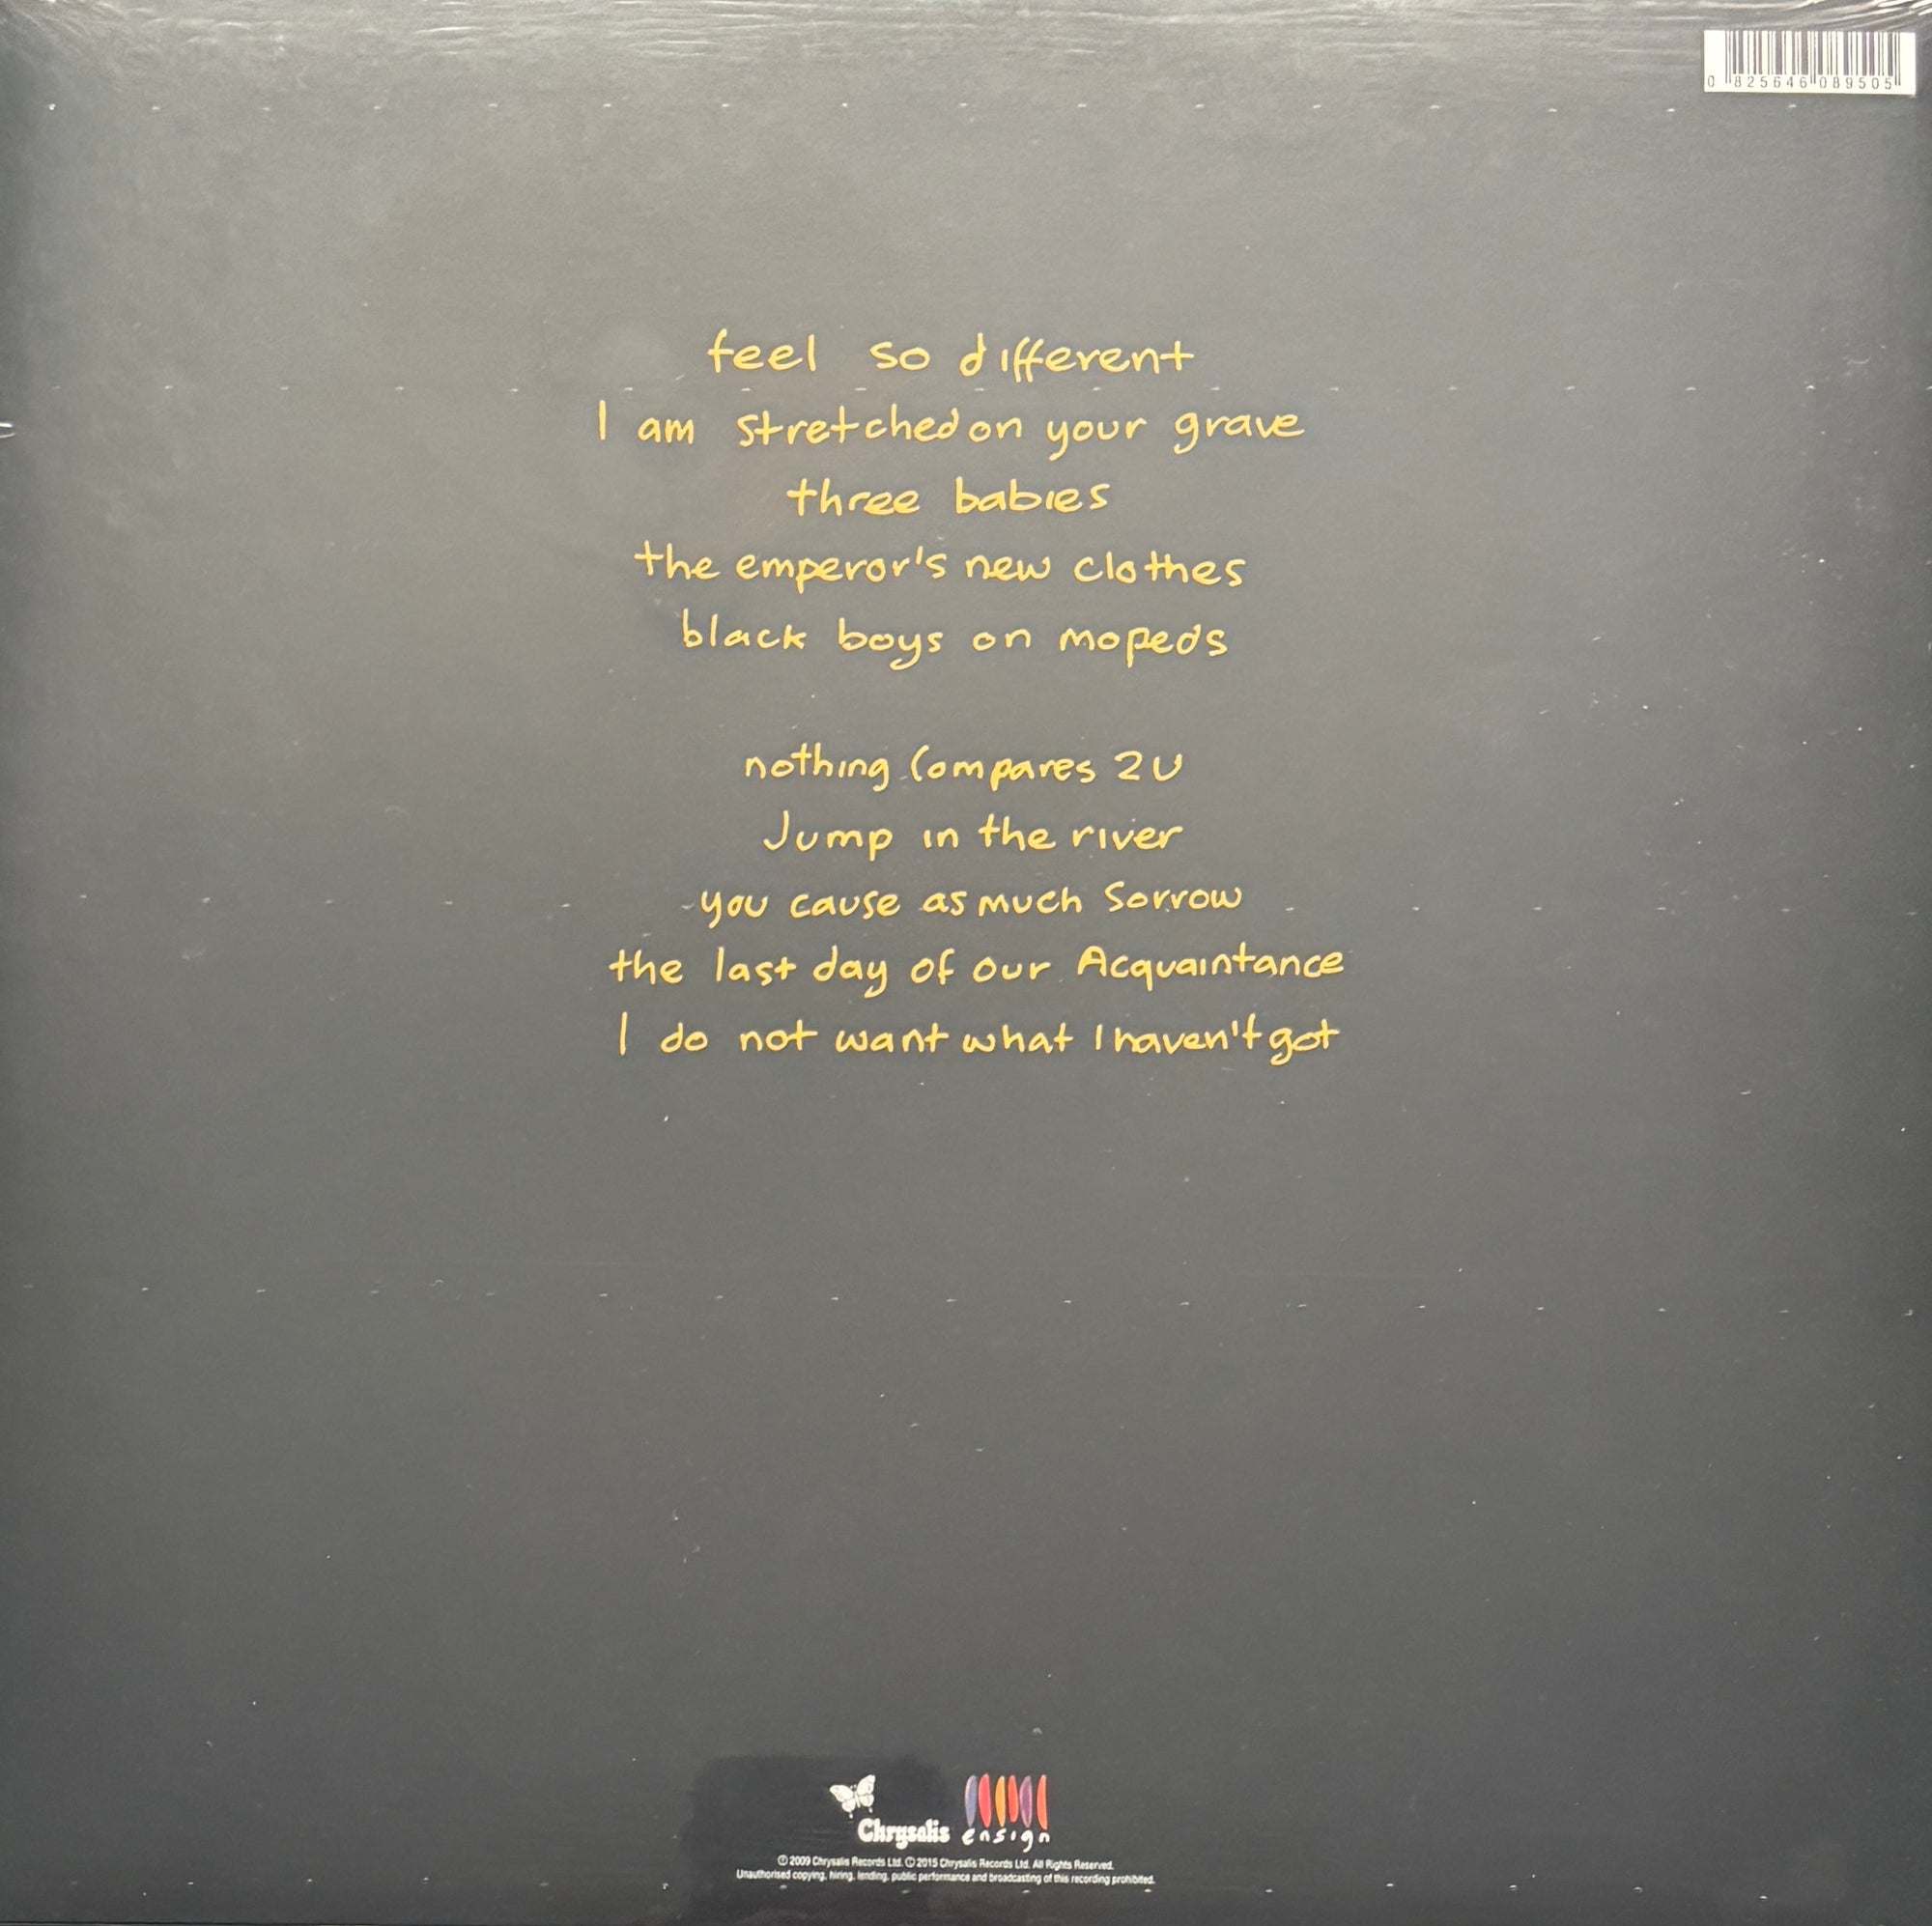 0 825646 089505
feel so different
I am stretched on your grave
three babies
the emperor's new clothes
black boys on mopeds
nothing Compares 2 U
Jump in the river
you cause as much Sorrow
the last day of our Acquaintance
I do not want what I haven't got
Chrysalis ensign
℗ 2009 Chrysalis Records Ltd. © 2015 Chrysalis Records Ltd. All Rights Reserved.
Unauthorised copying, hiring, lending, public performance and broadcasting of this recording prohibited.